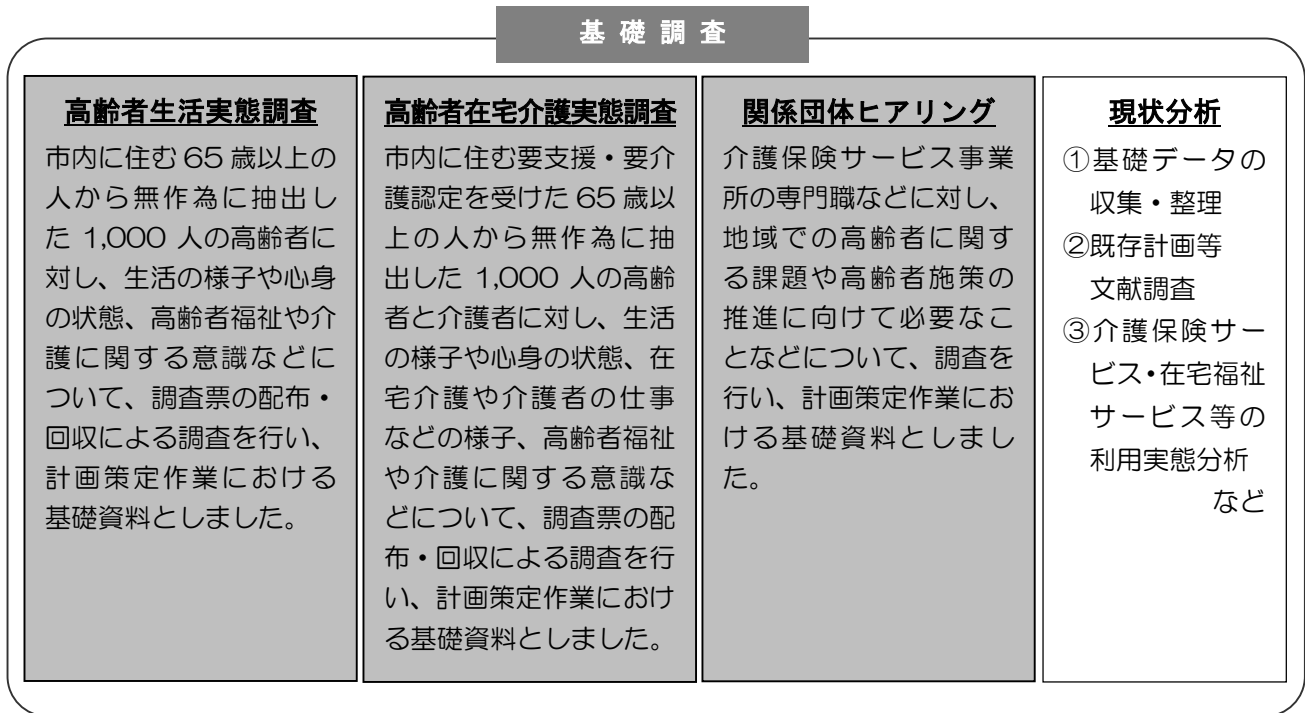 基礎調査
高齢者生活実態調査
市内に住む65歳以上の
人から無作為に抽出し
た1,000人の高齢者に
対し、生活の様子や心身
の状態、高齢者福祉や介
護に関する意識などに
ついて、調査票の配布・
回収による調査を行い、
計画策定作業における
基礎資料としました。
高齢者在宅介護実態調査
市内に住む要支援・要介
護認定を受けた65歳以
上の人から無作為に抽
出した1,000人の高齢
者と介護者に対し、生活
の様子や心身の状態、在
宅介護や介護者の仕事
などの様子、高齢者福祉
や介護に関する意識な
どについて、調査票の配
布・回収による調査を行
い、計画策定作業におけ
る基礎資料としました。
関係団体ヒアリング
介護保険サービス事業
所の専門職などに対し、
地域での高齢者に関す
る課題や高齢者施策の
推進に向けて必要なこ
となどについて、調査を
行い、計画策定作業にお
ける基礎資料としまし
た。
現状分析
①基礎データの
収集・整理
②既存計画等
文献調査
③介護保険サー
ビス・在宅福祉
サービス等の
利用実態分析
など